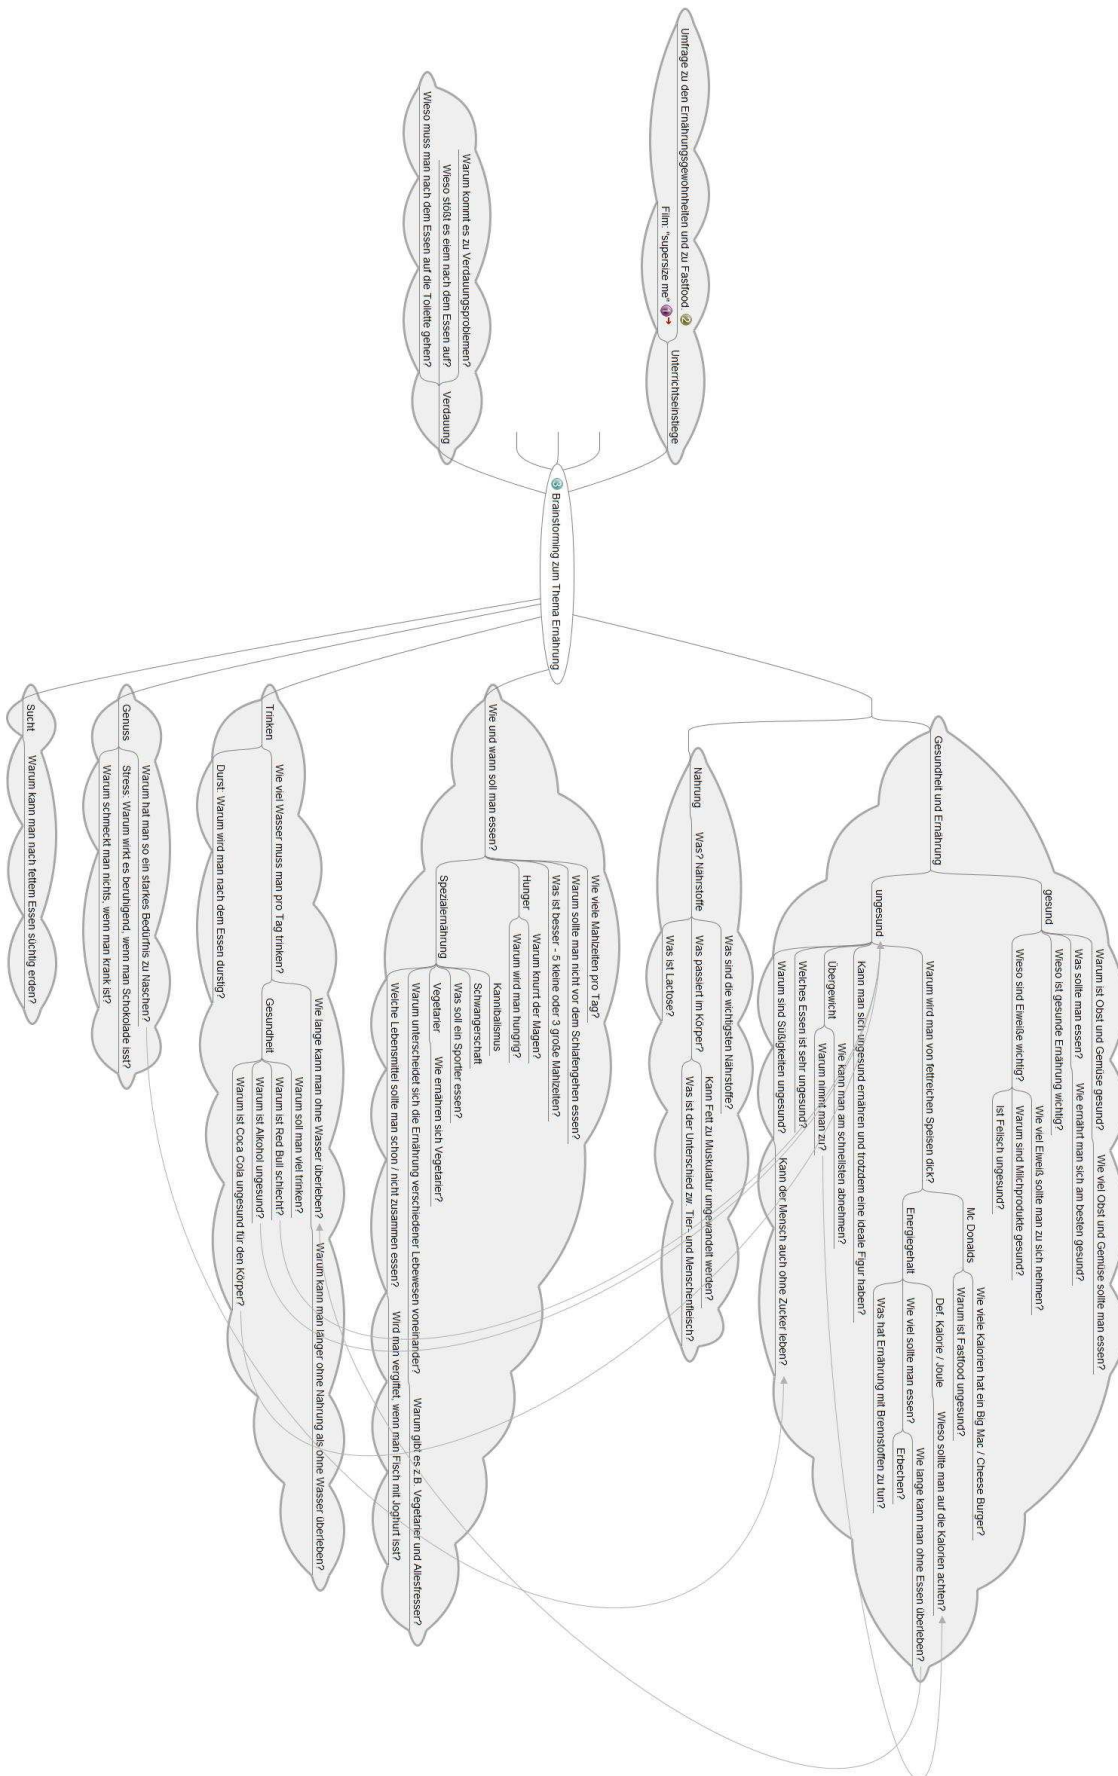 Brainstorming zum Thema Ernährung
Unterrichtseinstiege
Umfrage zu den Ernährungsgewohnheiten und zu Fastfood.
Film: "supersize me"
Verdauung
Warum kommt es zu Verdauungsproblemen?
Wieso stößt es eiem nach dem Essen auf?
Wieso muss man nach dem Essen auf die Toilette gehen?
Gesundheit und Ernährung
gesund
Warum ist Obst und Gemüse gesund?
Wie viel Obst und Gemüse sollte man essen?
Was sollte man essen?
Wie ernährt man sich am besten gesund?
Wieso ist gesunde Ernährung wichtig?
Wieso sind Eiweiße wichtig?
Wie viel Eiweiß sollte man zu sich nehmen?
Warum sind Milchprodukte gesund?
Ist Felisch ungesund?
ungesund
Warum wird man von fettreichen Speisen dick?
Mc Donalds
Wie viele Kalorien hat ein Big Mac / Cheese Burger?
Warum ist Fastfood ungesund?
Energiegehalt
Def. Kalorie / Joule
Wieso sollte man auf die Kalorien achten?
Wie viel sollte man essen?
Wie lange kann man ohne Essen überleben?
Erbechen?
Was hat Ernährung mit Brennstoffen zu tun?
Kann man sich ungesund ernähren und trotzdem eine ideale Figur haben?
Übergewicht
Wie kann man am schnellsten abnehmen?
Warum nimmt man zu?
Welches Essen ist sehr ungesund?
Warum sind Süßigkeiten ungesund?
Kann der Mensch auch ohne Zucker leben?
Nahrung
Was? Nährstoffe
Was sind die wichtigsten Nährstoffe?
Was passiert im Körper?
Kann Fett zu Muskulatur umgewandelt werden?
Was ist der Unterschied zw. Tier- und Menschenfleisch?
Was ist Lactose?
Wie und wann soll man essen?
Wie viele Mahlzeiten pro Tag?
Warum sollte man nicht vor dem Schlafengehen essen?
Was ist besser - 5 kleine oder 3 große Mahlzeiten?
Hunger
Warum knurrt der Magen?
Warum wird man hungrig?
Spezialernährung
Kannibalismus
Schwangerschaft
Was soll ein Sportler essen?
Vegetarier
Wie ernähren sich Vegetarier?
Warum unterscheidet sich die Ernährung verschiedener Lebewesen voneinander?
Warum gibt es z.B. Vegetarier und Allesfresser?
Welche Lebensmittel sollte man schon / nicht zusammen essen?
Wird man vergiftet, wenn man Fisch mit Joghurt isst?
Trinken
Wie viel Wasser muss man pro Tag trinken?
Wie lange kann man ohne Wasser überleben?
Warum kann man länger ohne Nahrung als ohne Wasser überleben?
Gesundheit
Warum soll man viel trinken?
Warum ist Red Bull schlecht?
Warum ist Alkohol ungesund?
Warum ist Coca Cola ungesund für den Körper?
Durst: Warum wird man nach dem Essen durstig?
Genuss
Warum hat man so ein starkes Bedürfnis zu Naschen?
Stress: Warum wirkt es beruhigend, wenn man Schokolade isst?
Warum schmeckt man nichts, wenn man krank ist?
Sucht
Warum kann man nach fettem Essen süchtig erden?